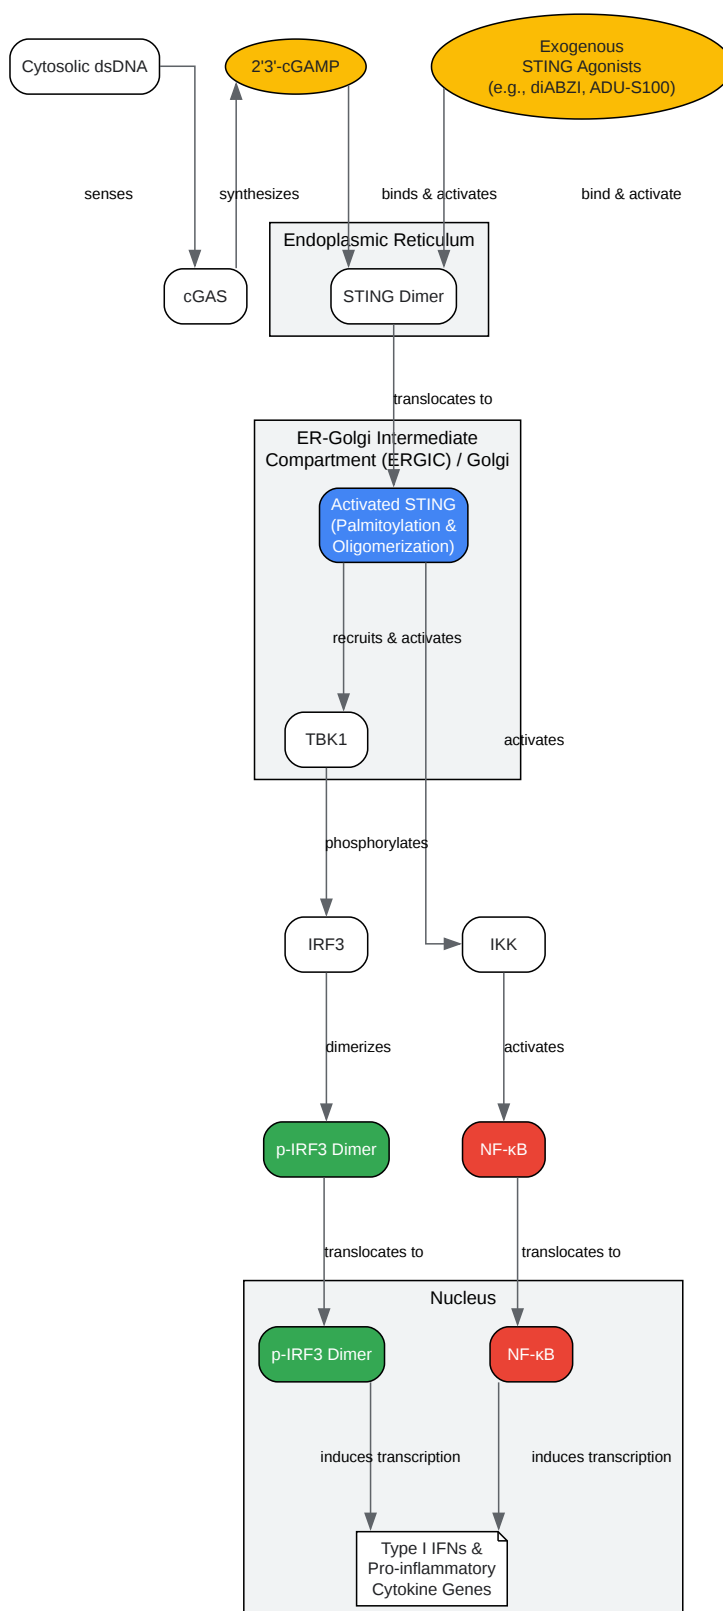 Cytosolic dsDNA
2'3'-cGAMP
Exogenous
STING Agonists
(e.g., diABZI, ADU-S100)
senses
synthesizes
binds & activates
bind & activate
Endoplasmic Reticulum
cGAS
STING Dimer
translocates to
ER-Golgi Intermediate
Compartment (ERGIC) / Golgi
Activated STING
(Palmitoylation &
Oligomerization)
recruits & activates
TBK1
activates
phosphorylates
IRF3
IKK
dimerizes
activates
p-IRF3 Dimer
NF-κB
translocates to
translocates to
Nucleus
p-IRF3 Dimer
NF-κB
induces transcription
induces transcription
Type I IFNs &
Pro-inflammatory
Cytokine Genes